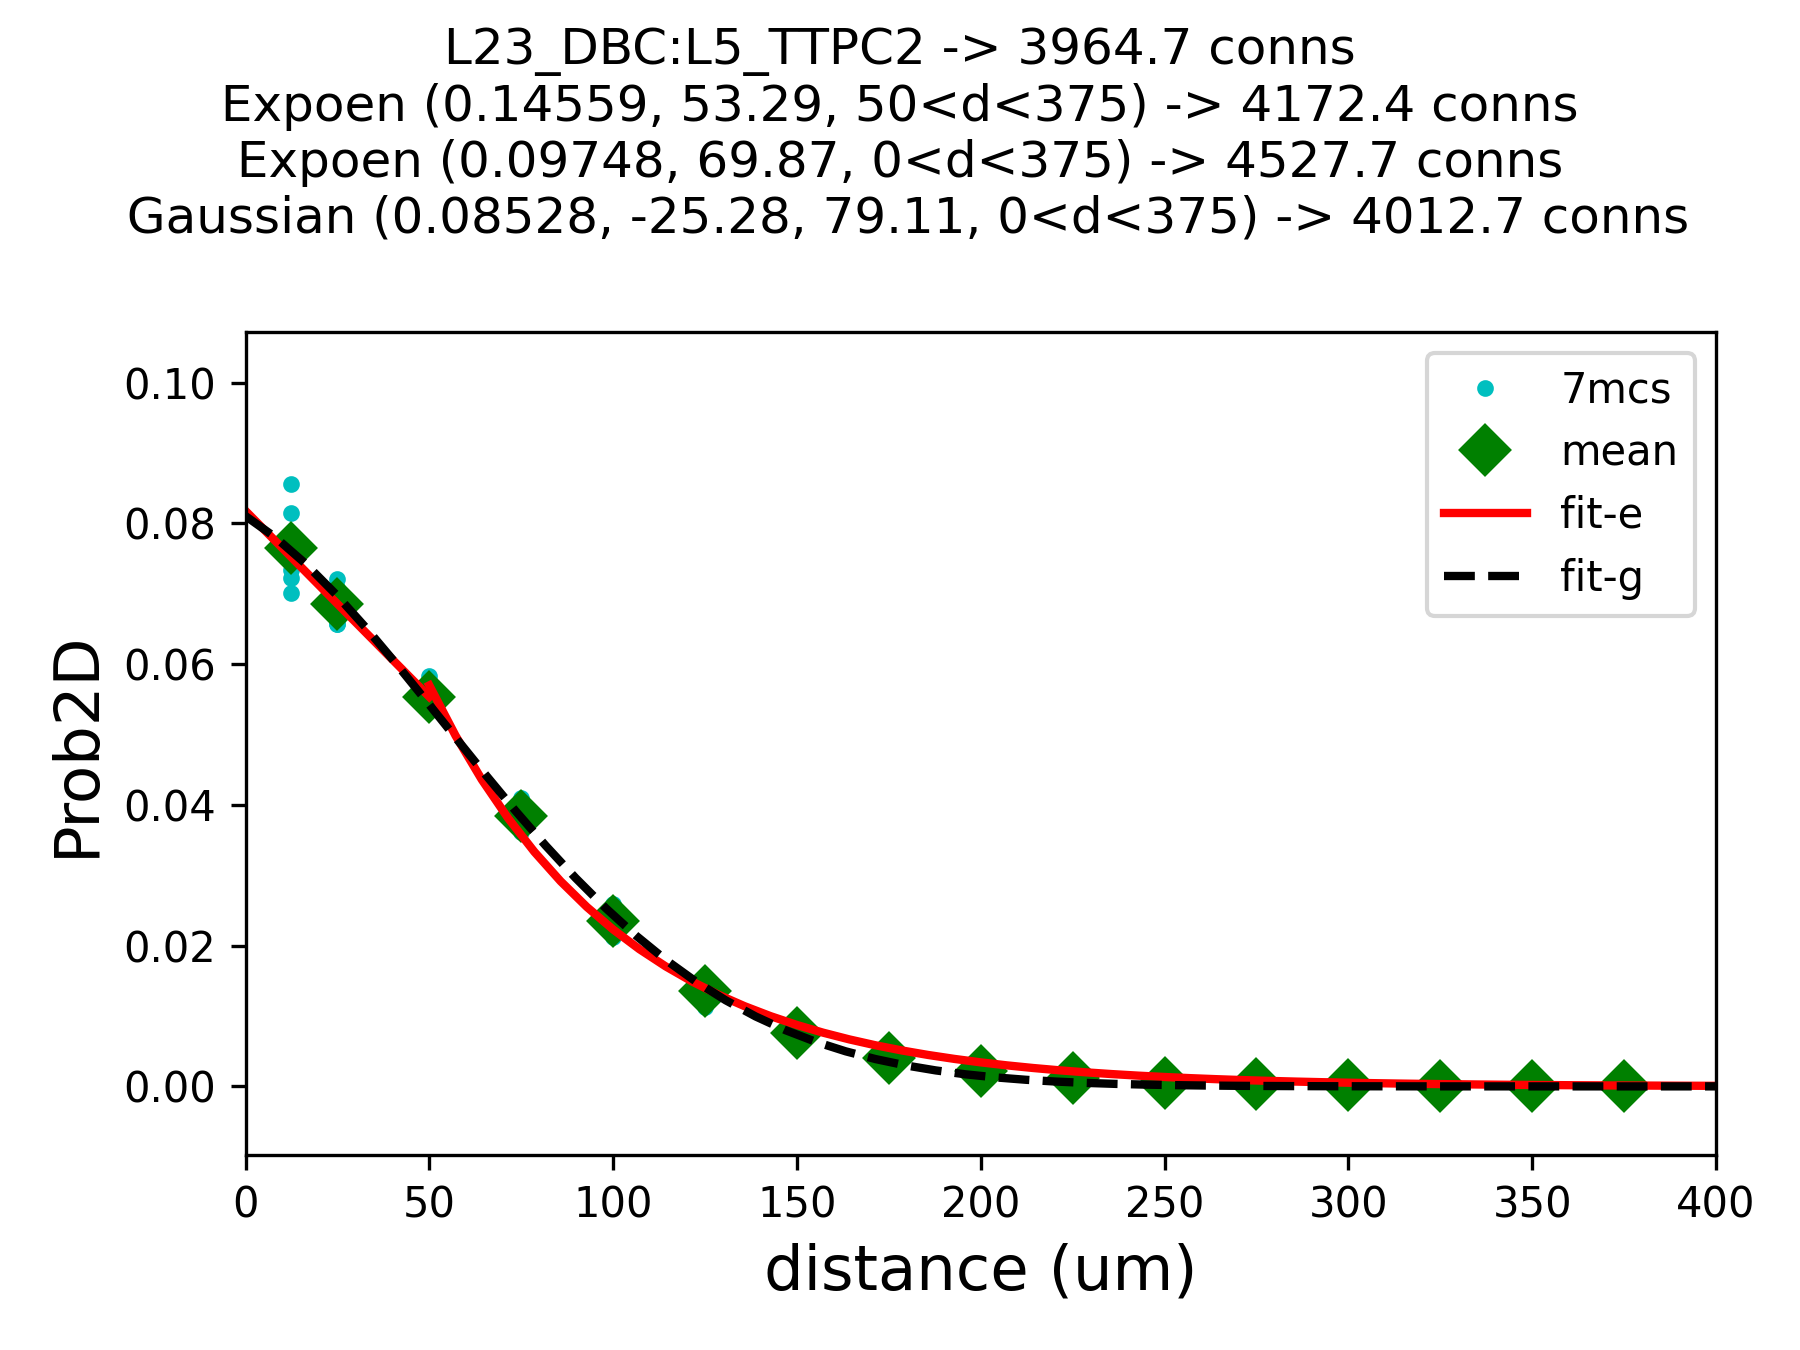 L23_DBC:L5_TTPC2 -> 3964.7 conns
Expoen (0.14559, 53.29, 50<d<375) -> 4172.4 conns
Expoen (0.09748, 69.87, 0<d<375) -> 4527.7 conns
Gaussian (0.08528, -25.28, 79.11, 0<d<375) -> 4012.7 conns
7mcs
mean
fit-e
fit-g
Prob2D
0.10
0.08
0.06
0.04
0.02
0.00
0 50 100 150 200 250 300 350 400
distance (um)